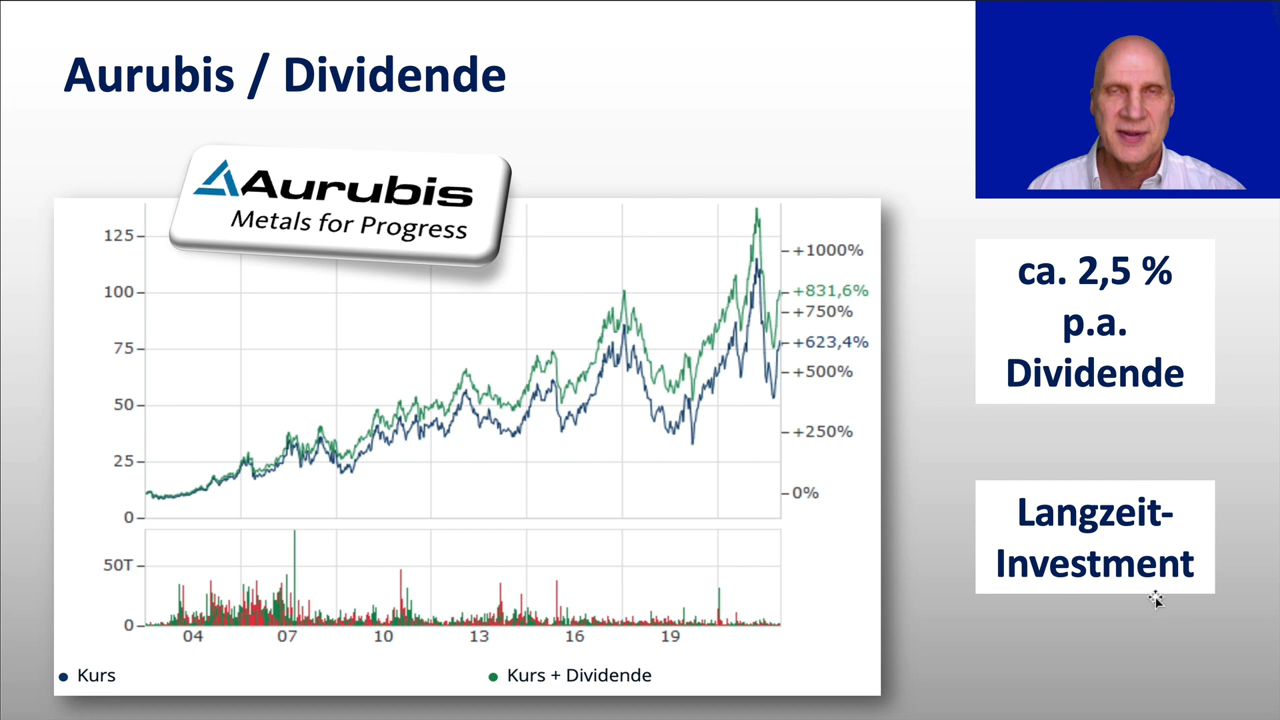 Aurubis / Dividende
Aurubis
Metals for Progress
125
100
75
50
25
0
+1000%
+831,6%
+750%
+623,4%
+500%
+250%
0%
50T
0
04 07 10 13 16 19
Kurs
Kurs + Dividende
ca. 2,5 %
p.a.
Dividende
Langzeit-
Investment